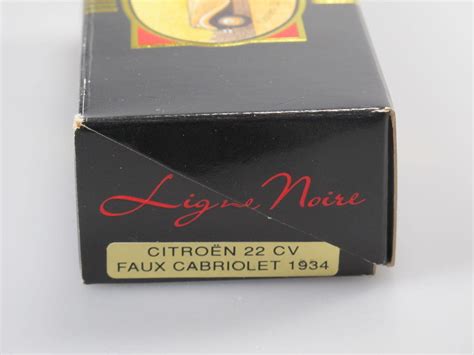 Ligne Noire
CITROËN 22 CV
FAUX CABRIOLET 1934